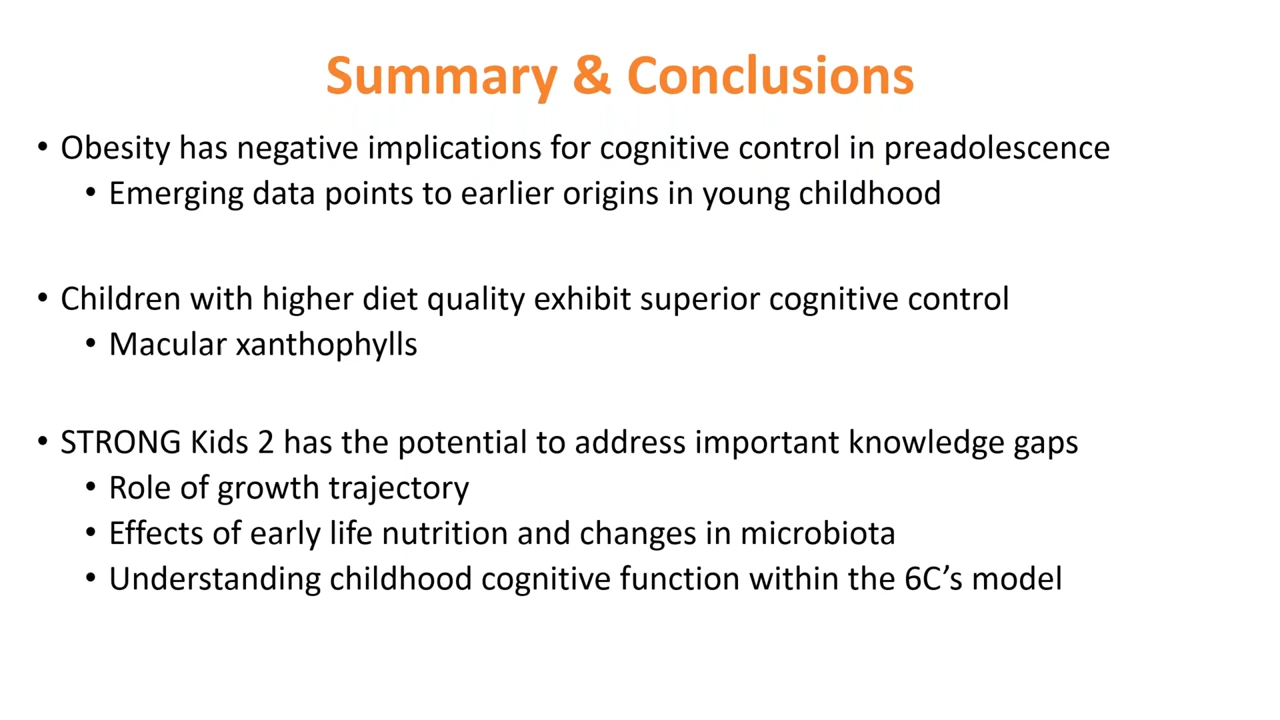 Summary & Conclusions
• Obesity has negative implications for cognitive control in preadolescence
• Emerging data points to earlier origins in young childhood
• Children with higher diet quality exhibit superior cognitive control
• Macular xanthophylls
• STRONG Kids 2 has the potential to address important knowledge gaps
• Role of growth trajectory
• Effects of early life nutrition and changes in microbiota
• Understanding childhood cognitive function within the 6C’s model